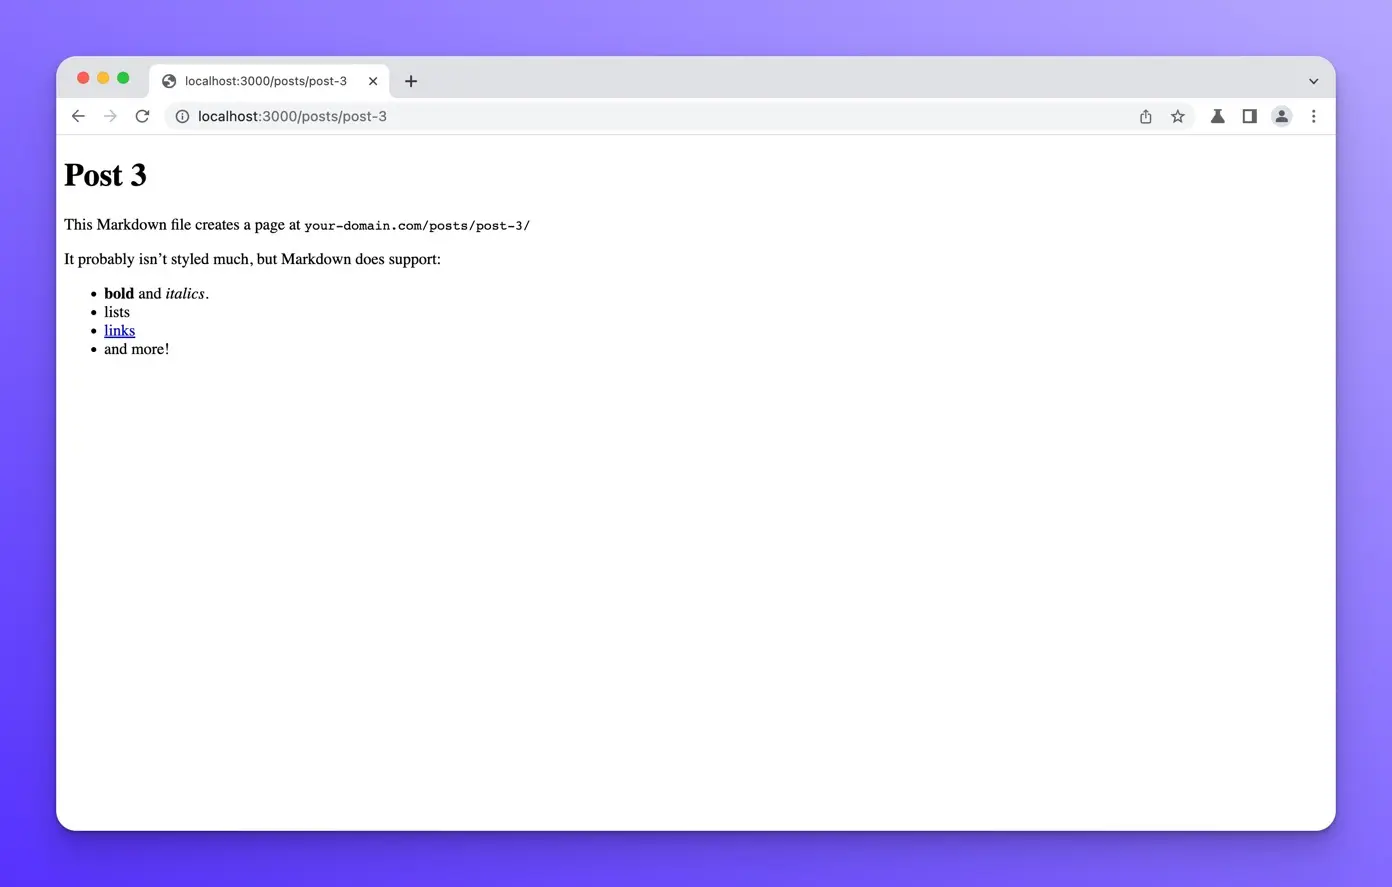 localhost:3000/posts/post-3
localhost:3000/posts/post-3
Post 3
This Markdown file creates a page at your-domain.com/posts/post-3/
It probably isn’t styled much, but Markdown does support:
• bold and italics.
• lists
• links
• and more!